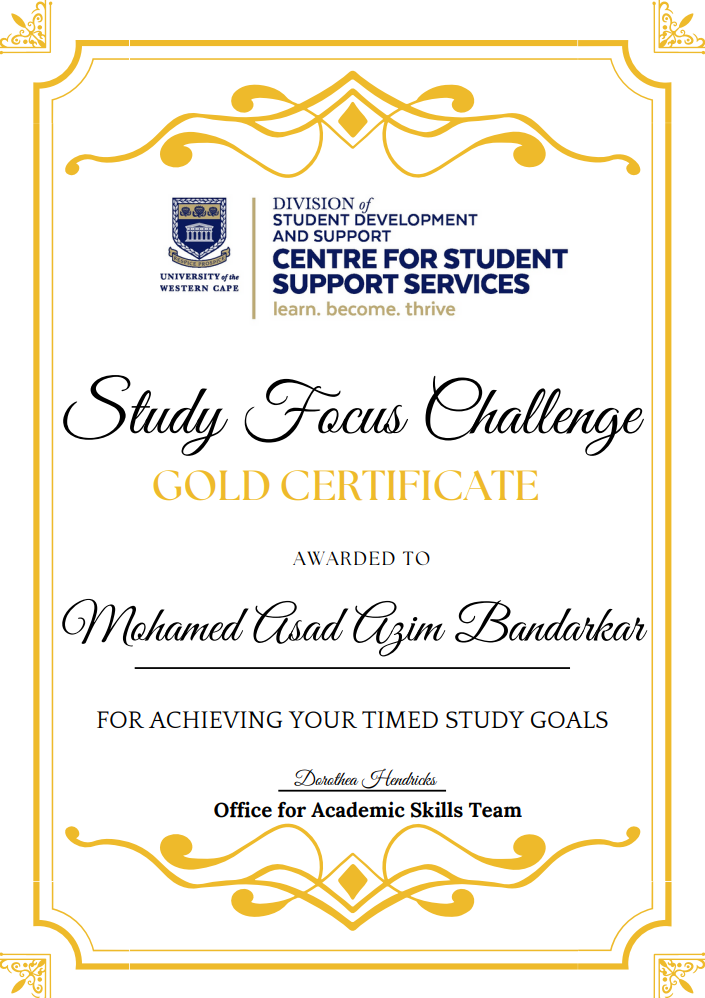 DIVISION of
STUDENT DEVELOPMENT
AND SUPPORT
CENTRE FOR STUDENT
SUPPORT SERVICES
learn. become. thrive
UNIVERSITY of the
WESTERN CAPE
Study Focus Challenge
GOLD CERTIFICATE
AWARDED TO
Mohamed Asad Azim Bandarkar
FOR ACHIEVING YOUR TIMED STUDY GOALS
Dorothea Hendricks
Office for Academic Skills Team